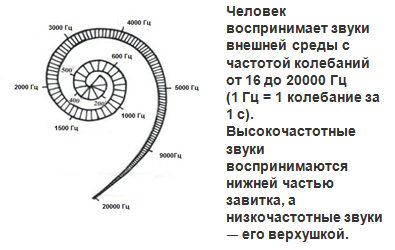 Человек
воспринимает звуки
внешней среды с
частотой колебаний
от 16 до 20000 Гц
(1 Гц = 1 колебание за
1 с).
Высокочастотные
звуки
воспринимаются
нижней частью
завитка, а
низкочастотные звуки
— его верхушкой.
4000 Гц
3000 Гц
600 Гц
500
2000 Гц
400
200
5000 Гц
1000 Гц
1500 Гц
9000Гц
20000 Гц